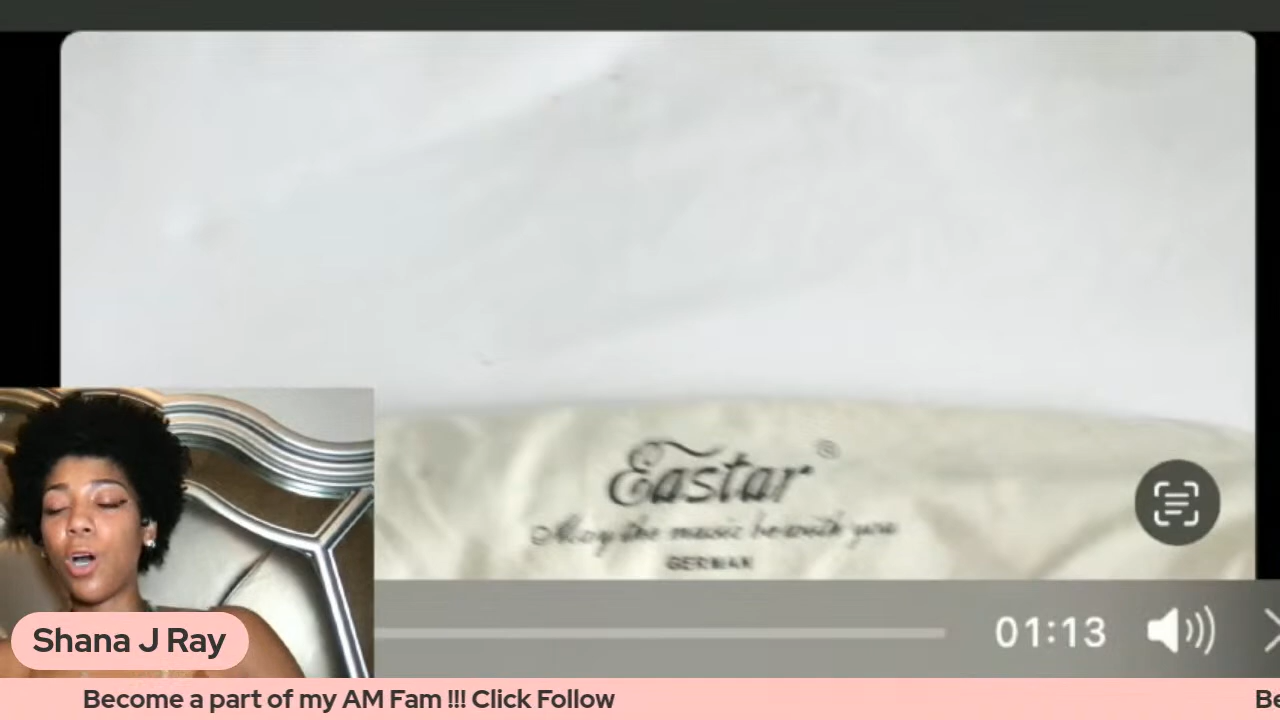 Eastar®
May the music be with you
GERMAN
01:13
Shana J Ray
Become a part of my AM Fam !!! Click Follow
Be